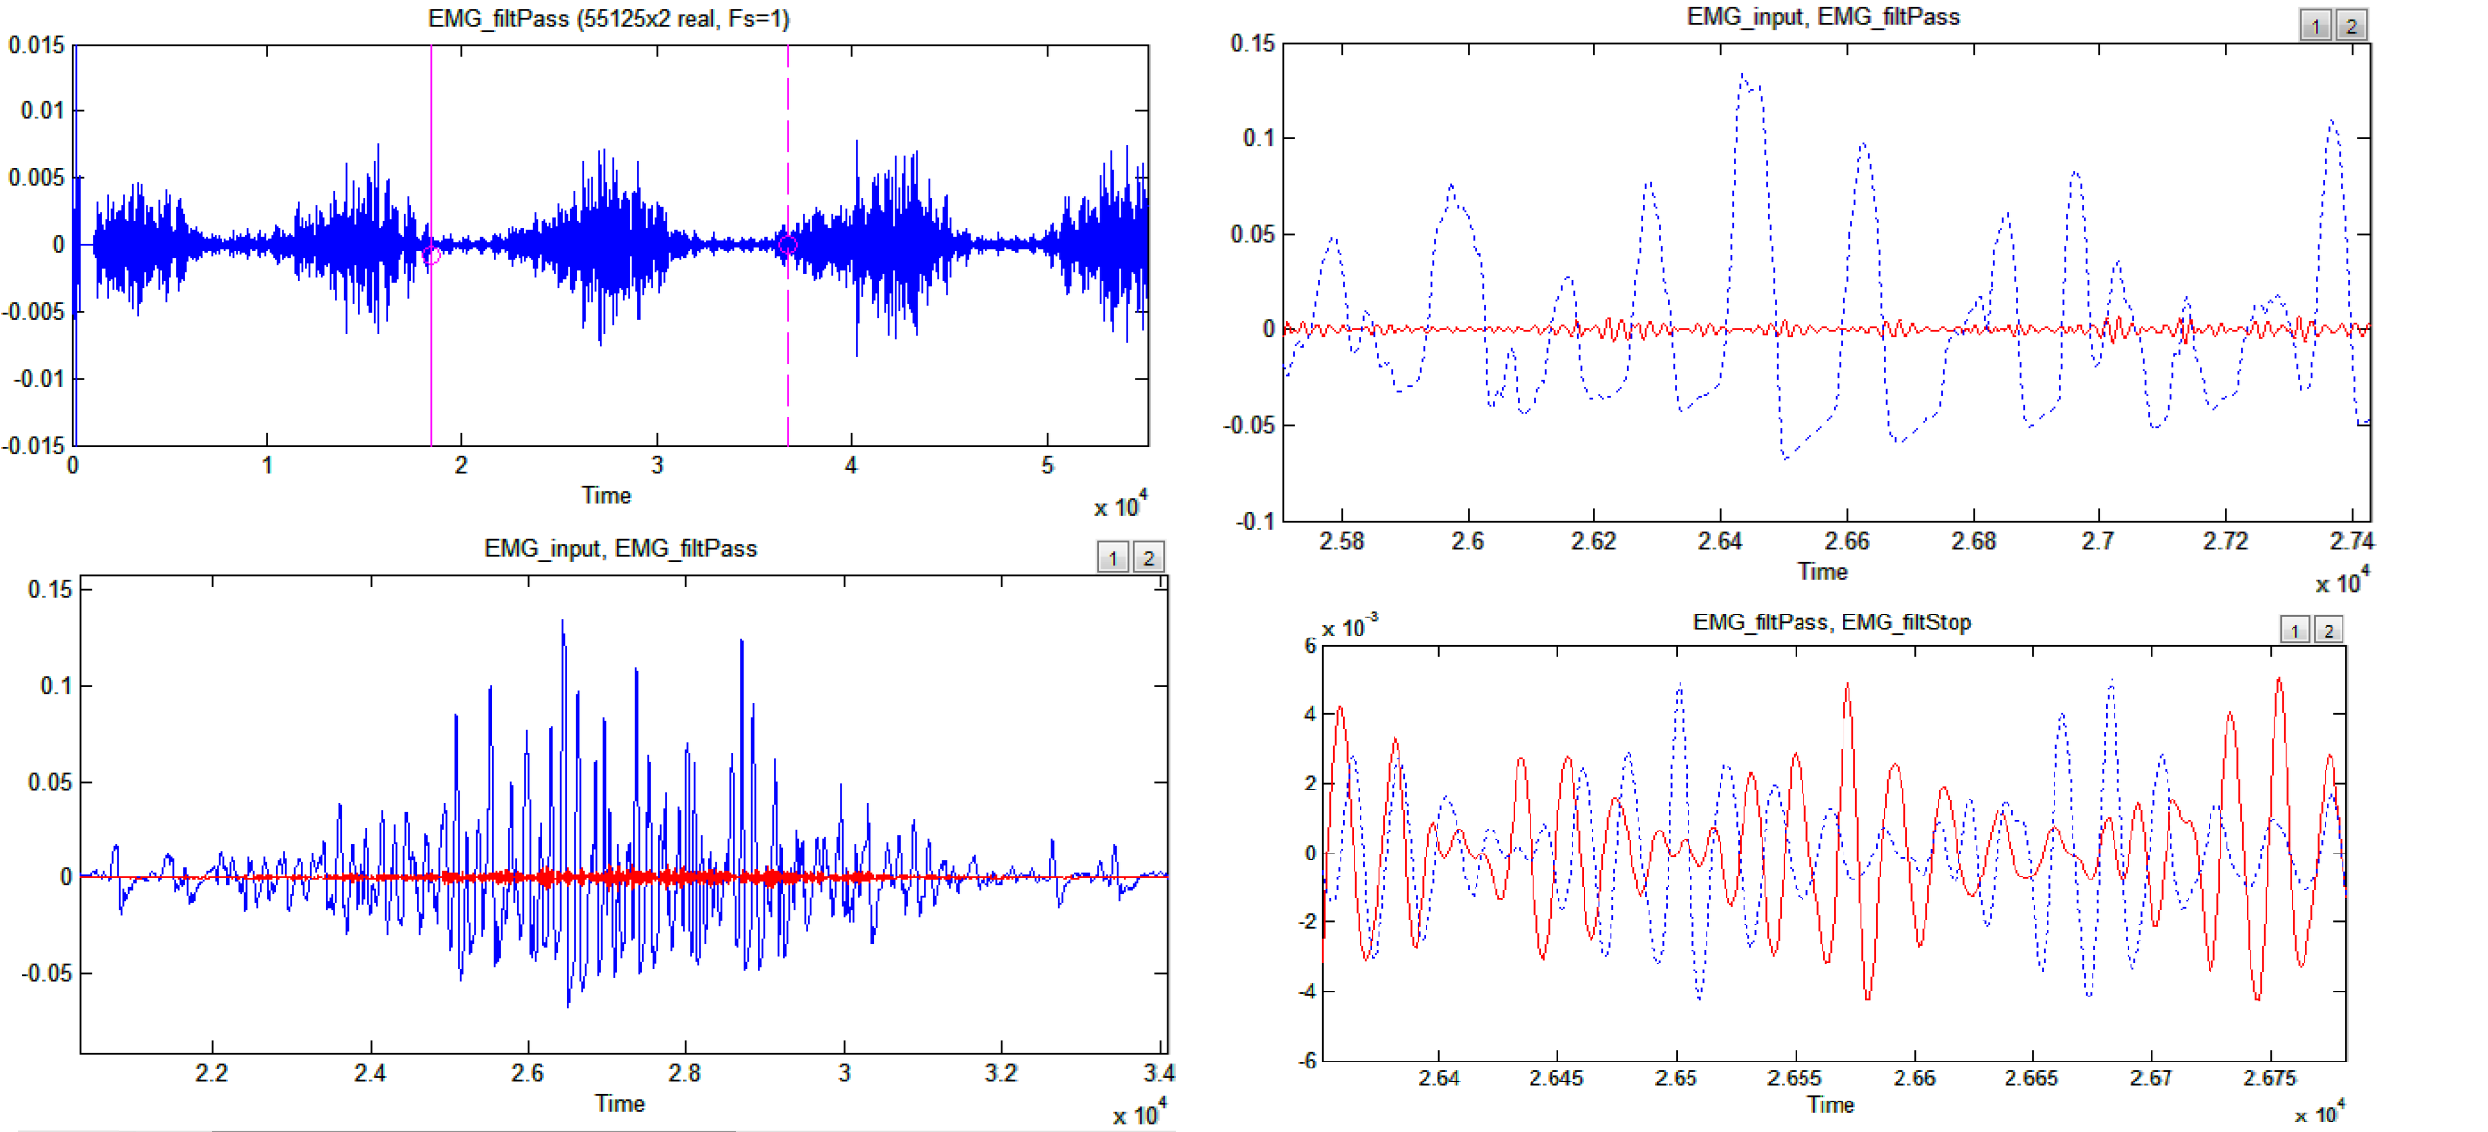 EMG_filtPass (55125x2 real, Fs=1)
0.015
0.01
0.005
0
-0.005
-0.01
-0.015
0 1 2 3 4 5
Time
x 10^4
EMG_input, EMG_filtPass
1 2
0.15
0.1
0.05
0
-0.05
-0.1
2.58 2.6 2.62 2.64 2.66 2.68 2.7 2.72 2.74
Time
x 10^4
EMG_input, EMG_filtPass
1 2
0.15
0.1
0.05
0
-0.05
2.2 2.4 2.6 2.8 3 3.2 3.4
Time
x 10^4
x 10^-3
EMG_filtPass, EMG_filtStop
1 2
6
4
2
0
-2
-4
-6
2.64 2.645 2.65 2.655 2.66 2.665 2.67 2.675
Time
x 10^4